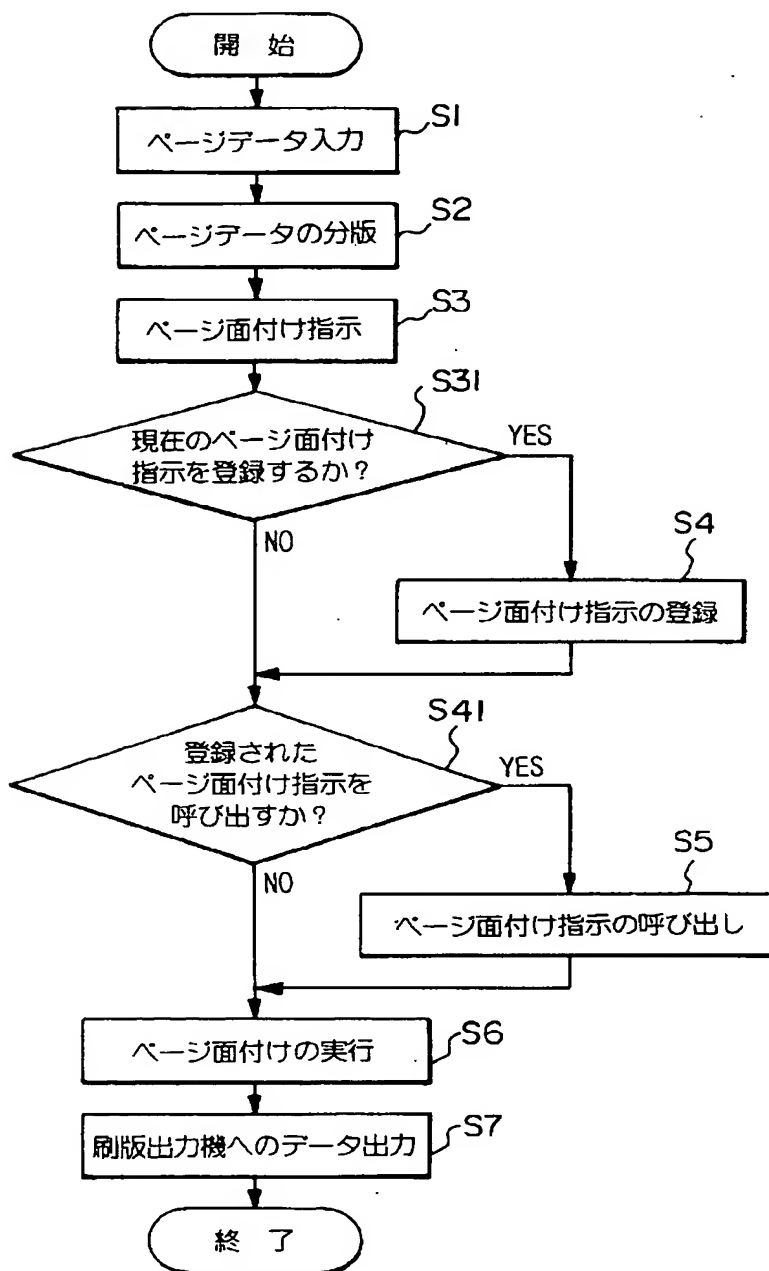 開 始
S1
ページデータ入力
S2
ページデータの分版
S3
ページ面付け指示
S31
現在のページ面付け
指示を登録するか？
YES
NO
S4
ページ面付け指示の登録
S41
登録された
ページ面付け指示を
呼び出すか？
YES
NO
S5
ページ面付け指示の呼び出し
S6
ページ面付けの実行
S7
刷版出力機へのデータ出力
終 了